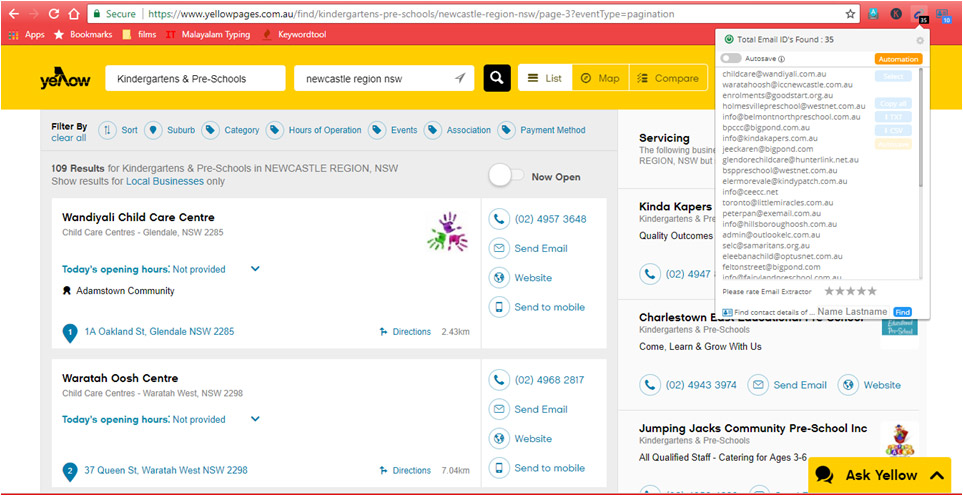 Secure https://www.yellowpages.com.au/find/kindergartens-pre-schools/newcastle-region-nsw/page-3?eventType=pagination
35
10
Apps Bookmarks films Malayalam Typing Keywordtool
yellow
Kindergartens & Pre-Schools
newcastle region nsw
List Map Compare
Filter By
clear all
Sort Suburb Category Hours of Operation Events Association Payment Method
109 Results for Kindergartens & Pre-Schools in NEWCASTLE REGION, NSW
Show results for Local Businesses only
Now Open
Wandiyali Child Care Centre
Child Care Centres - Glendale, NSW 2285
Today's opening hours: Not provided
Adamstown Community
1
1A Oakland St, Glendale NSW 2285
Directions 2.43km
(02) 4957 3648
Send Email
Website
Send to mobile
Waratah Oosh Centre
Child Care Centres - Waratah West, NSW 2298
Today's opening hours: Not provided
2
37 Queen St, Waratah West NSW 2298
Directions 7.04km
(02) 4968 2817
Send Email
Website
Send to mobile
Servicing
The following busine
REGION, NSW but
Kinda Kapers
Kindergartens & Pre
Quality Outcomes
(02) 4947
Charlestown East Educational Pre-School
Kindergartens & Pre-Schools
Come, Learn & Grow With Us
(02) 4943 3974 Send Email Website
Jumping Jacks Community Pre-School Inc
Kindergartens & Pre-Schools
All Qualified Staff - Catering for Ages 3-6
Ask Yellow
Total Email ID's Found : 35
Autosave
Automation
childcare@wandiyali.com.au
waratahoosh@lccnewcastle.com.au
enrolments@goodstart.org.au
holmesvillepreschool@westnet.com.au
info@belmontnorthpreschool.com.au
bpccc@bigpond.com.au
info@kindakapers.com.au
jeeckaren@bigpond.com
glendorechildcare@hunterlink.net.au
bsppreschool@westnet.com.au
elermorevale@kindypatch.com.au
info@ceecc.net
toronto@littlemiracles.com.au
peterpan@exemail.com.au
info@hillsboroughoosh.com.au
admin@outlookelc.com.au
selc@samaritans.org.au
eleebanachild@optusnet.com.au
feltonstreet@bigpond.com
info@fairylandpreschool.com.au
Select
Copy all
Please rate Email Extractor
Find contact details of ... Name Lastname Find